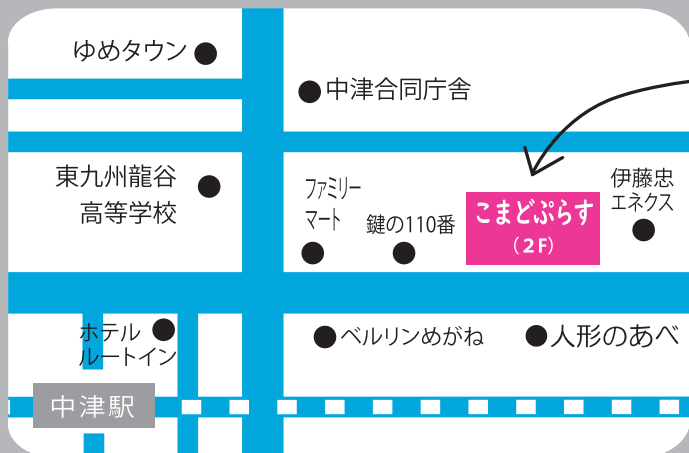 ゆめタウン
中津合同庁舎
東九州龍谷
高等学校
ファミリー
マート
鍵の110番
こまどぷらす
(2F)
伊藤忠
エネクス
ホテル
ルートイン
ベルリンめがね
人形のあべ
中津駅